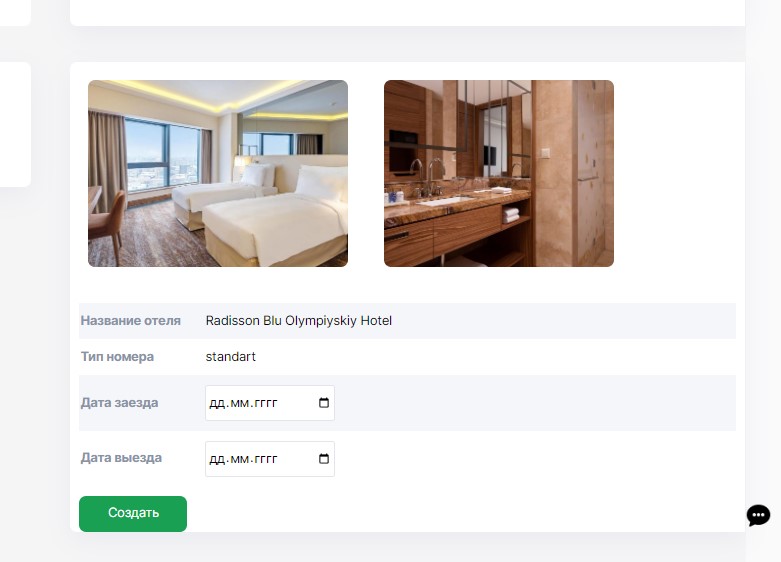 Название отеля Radisson Blu Olympiyskiy Hotel
Тип номера standart
Дата заезда дд.мм.гггг
Дата выезда дд.мм.гггг
Создать